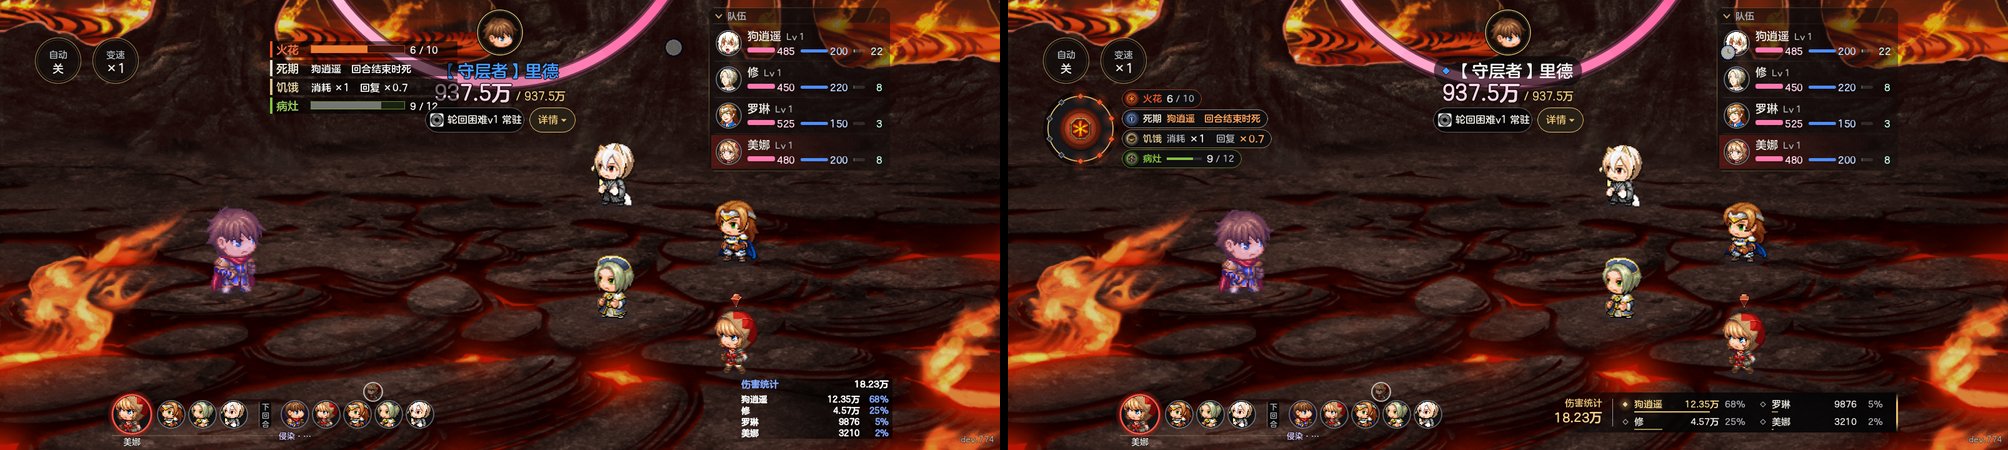 自动
关
变速
×1
火花 6 / 10
死期 狗逍遥 回合结束时死
饥饿 消耗 ×1 回复 ×0.7
病灶 9 / 12
【守层者】里德
937.5万 / 937.5万
轮回困难v1 常驻
详情
队伍
狗逍遥 Lv 1
485 200 22
修 Lv 1
450 220 8
罗琳 Lv 1
525 150 3
美娜 Lv 1
480 200 8
伤害统计 18.23万
狗逍遥 12.35万 68%
修 4.57万 25%
罗琳 9876 5%
美娜 3210 2%
美娜
下回合
侵染·…
dev.774
自动
关
变速
×1
火花 6 / 10
死期 狗逍遥 回合结束时死
饥饿 消耗 ×1 回复 ×0.7
病灶 9 / 12
【守层者】里德
937.5万 / 937.5万
轮回困难v1 常驻
详情
队伍
狗逍遥 Lv 1
485 200 22
修 Lv 1
450 220 8
罗琳 Lv 1
525 150 3
美娜 Lv 1
480 200 8
伤害统计
18.23万
狗逍遥 12.35万 68% 罗琳 9876 5%
修 4.57万 25% 美娜 3210 2%
美娜
下回合
侵染·…
dev.774